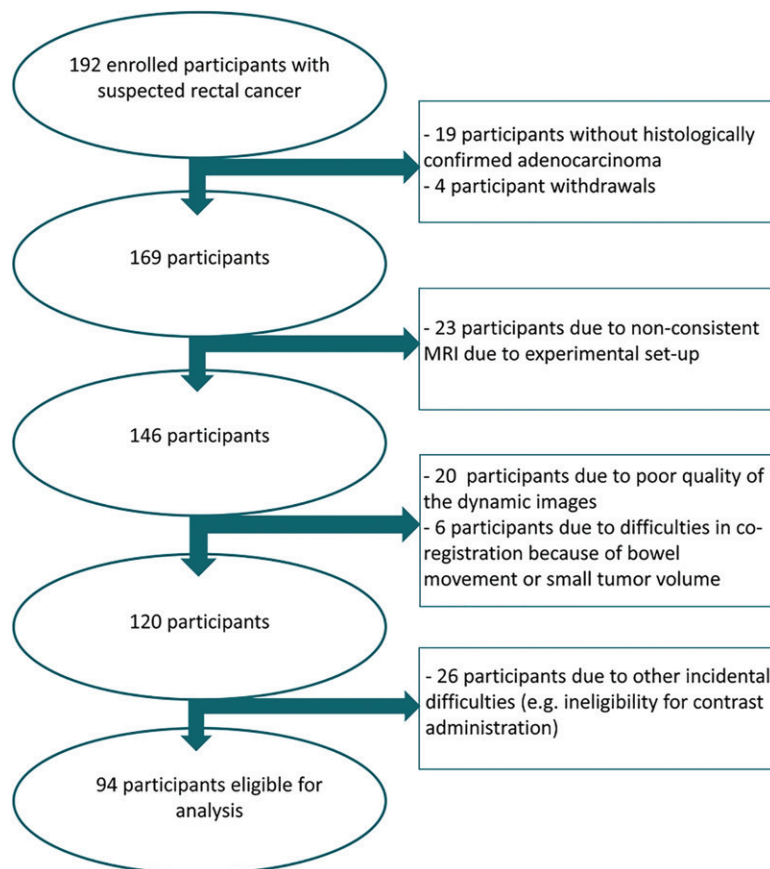 192 enrolled participants with
suspected rectal cancer
- 19 participants without histologically
confirmed adenocarcinoma
- 4 participant withdrawals
169 participants
- 23 participants due to non-consistent
MRI due to experimental set-up
146 participants
- 20  participants due to poor quality of
the dynamic images
- 6 participants due to difficulties in co-
registration because of bowel
movement or small tumor volume
120 participants
- 26 participants due to other incidental
difficulties (e.g. ineligibility for contrast
administration)
94 participants eligible for
analysis